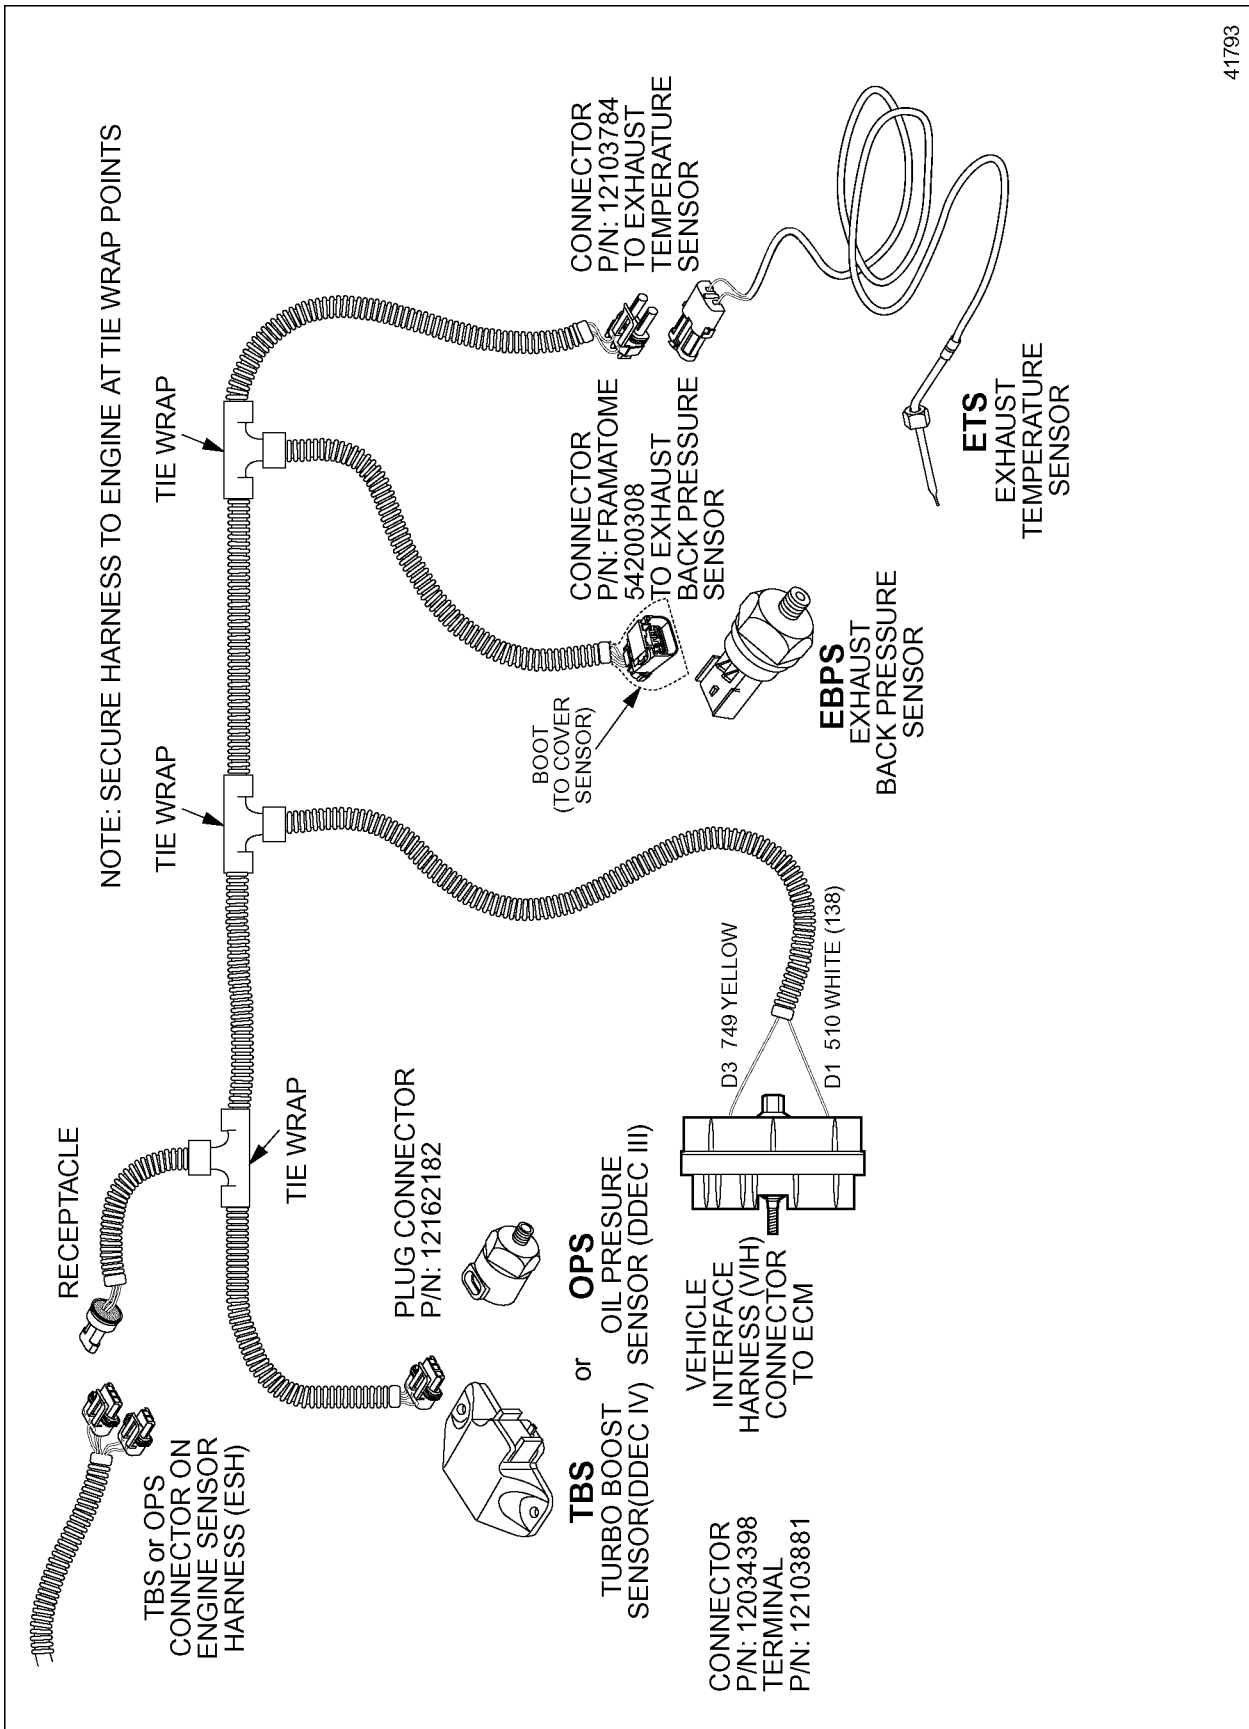 NOTE: SECURE HARNESS TO ENGINE AT TIE WRAP POINTS
RECEPTACLE
TIE WRAP
TIE WRAP
TIE WRAP
TBS or OPS
CONNECTOR ON
ENGINE SENSOR
HARNESS (ESH)
PLUG CONNECTOR
P/N: 12162182
TBS
TURBO BOOST
SENSOR(DDEC IV)
or
OPS
OIL PRESURE
SENSOR (DDEC III)
CONNECTOR
P/N: FRAMATOME
54200308
TO EXHAUST
BACK PRESSURE
SENSOR
CONNECTOR
P/N: 12103784
TO EXHAUST
TEMPERATURE
SENSOR
BOOT
(TO COVER
SENSOR)
EBPS
EXHAUST
BACK PRESSURE
SENSOR
ETS
EXHAUST
TEMPERATURE
SENSOR
D3 749 YELLOW
D1 510 WHITE (138)
VEHICLE
INTERFACE
HARNESS (VIH)
CONNECTOR
TO ECM
CONNECTOR
P/N: 12034398
TERMINAL
P/N: 12103881
41793